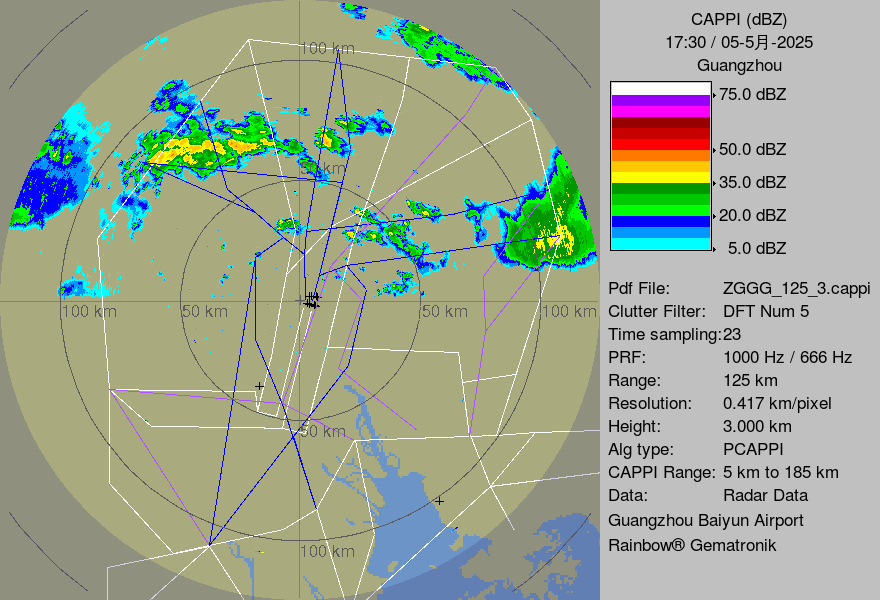 CAPPI (dBZ)
17:30 / 05-5月-2025
Guangzhou
75.0 dBZ
50.0 dBZ
35.0 dBZ
20.0 dBZ
5.0 dBZ
Pdf File: ZGGG_125_3.cappi
Clutter Filter: DFT Num 5
Time sampling:23
PRF: 1000 Hz / 666 Hz
Range: 125 km
Resolution: 0.417 km/pixel
Height: 3.000 km
Alg type: PCAPPI
CAPPI Range: 5 km to 185 km
Data: Radar Data
Guangzhou Baiyun Airport
Rainbow® Gematronik
100 km
50 km
100 km
50 km
50 km
100 km
50 km
100 km